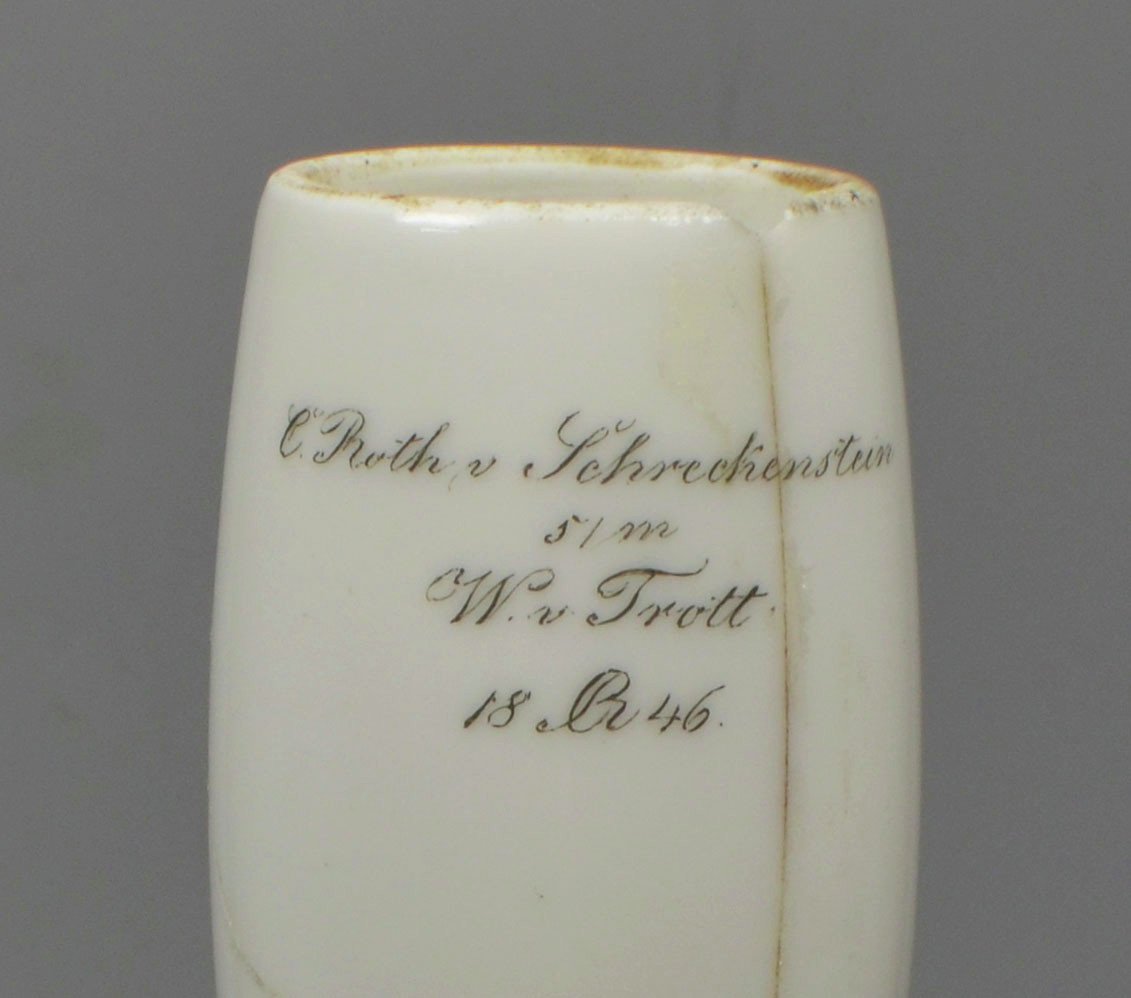 C. Roth v Schreckenstein
s/m
W. v Trott.
18 R 46.